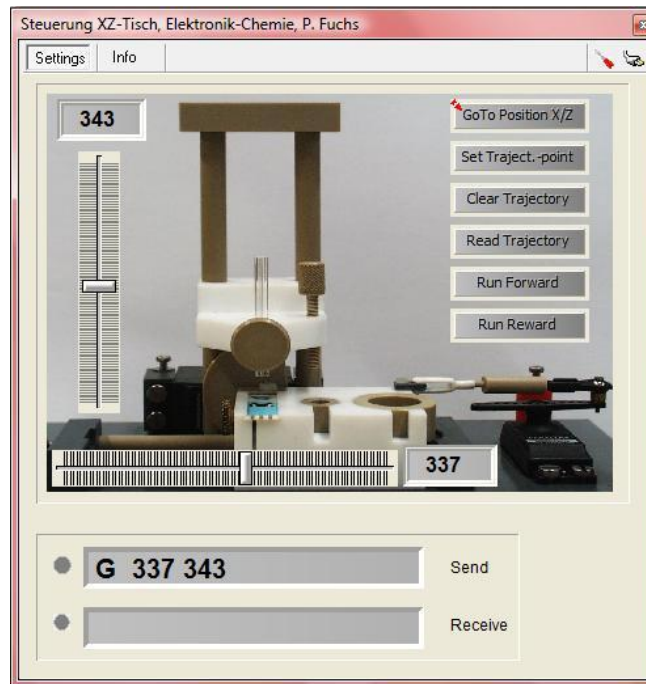 Steuerung XZ-Tisch, Elektronik-Chemie, P. Fuchs
Settings Info
343
GoTo Position X/Z
Set Traject.-point
Clear Trajectory
Read Trajectory
Run Forward
Run Reward
337
G 337 343 Send
Receive